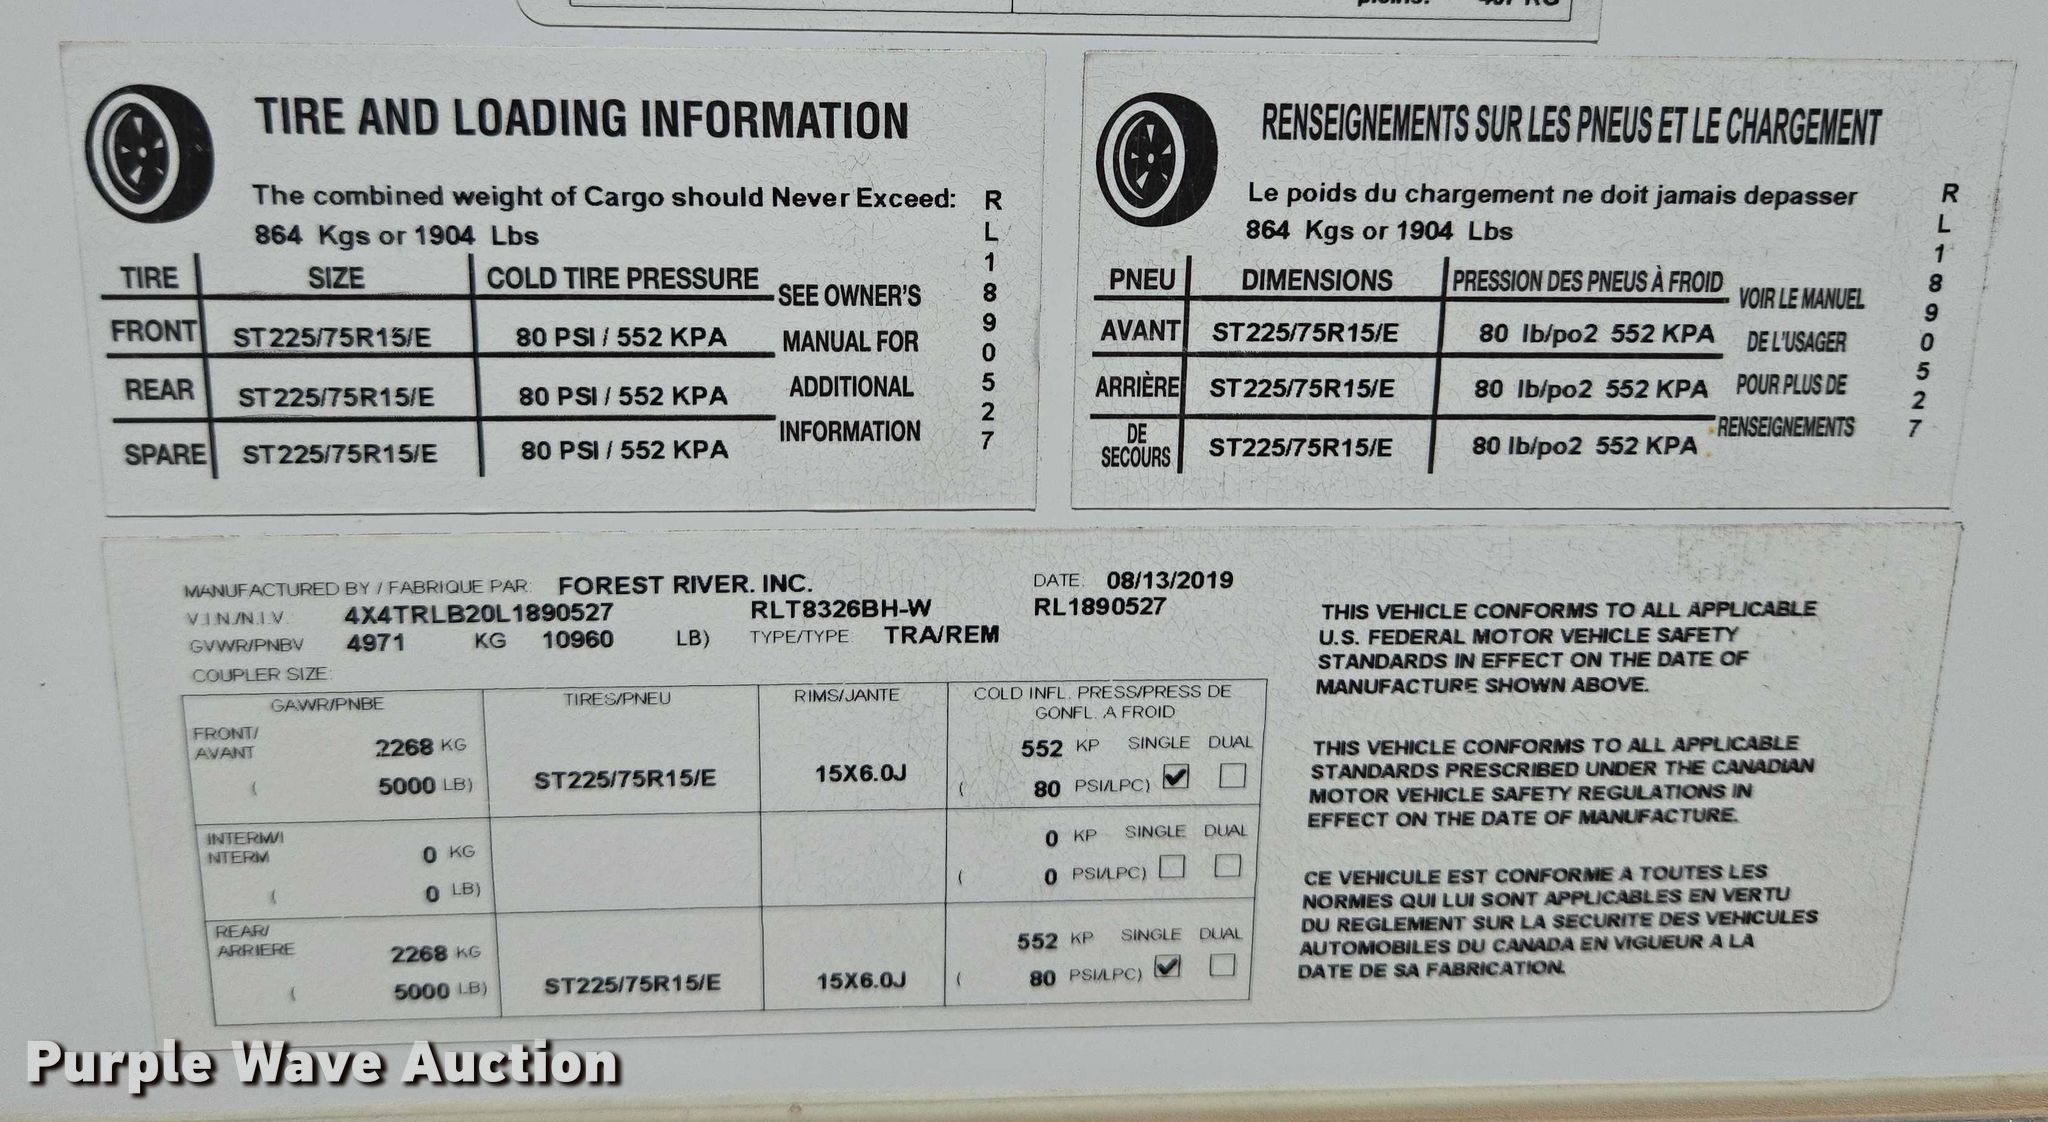 TIRE AND LOADING INFORMATION
The combined weight of Cargo should Never Exceed:
864 Kgs or 1904 Lbs
TIRE SIZE COLD TIRE PRESSURE
FRONT ST225/75R15/E 80 PSI / 552 KPA
REAR ST225/75R15/E 80 PSI / 552 KPA
SPARE ST225/75R15/E 80 PSI / 552 KPA
SEE OWNER'S
MANUAL FOR
ADDITIONAL
INFORMATION
RL1890527
RENSEIGNEMENTS SUR LES PNEUS ET LE CHARGEMENT
Le poids du chargement ne doit jamais depasser
864 Kgs or 1904 Lbs
PNEU DIMENSIONS PRESSION DES PNEUS À FROID
AVANT ST225/75R15/E 80 lb/po2 552 KPA
ARRIÈRE ST225/75R15/E 80 lb/po2 552 KPA
DE
SECOURS ST225/75R15/E 80 lb/po2 552 KPA
VOIR LE MANUEL
DE L'USAGER
POUR PLUS DE
RENSEIGNEMENTS
RL1890527
MANUFACTURED BY / FABRIQUE PAR: FOREST RIVER. INC. DATE: 08/13/2019
V.I.N./N.I.V.: 4X4TRLB20L1890527 RLT8326BH-W RL1890527
GVWR/PNBV 4971 KG 10960 LB) TYPE/TYPE: TRA/REM
COUPLER SIZE:
GAWR/PNBE TIRES/PNEU RIMS/JANTE COLD INFL. PRESS/PRESS DE
GONFL. A FROID
FRONT/
AVANT 2268 KG 552 KP SINGLE DUAL
( 5000 LB) ST225/75R15/E 15X6.0J ( 80 PSI/LPC)
INTERM/I
NTERM 0 KG 0 KP SINGLE DUAL
( 0 LB) ( 0 PSI/LPC)
REAR/
ARRIERE 2268 KG 552 KP SINGLE DUAL
( 5000 LB) ST225/75R15/E 15X6.0J ( 80 PSI/LPC)
THIS VEHICLE CONFORMS TO ALL APPLICABLE
U.S. FEDERAL MOTOR VEHICLE SAFETY
STANDARDS IN EFFECT ON THE DATE OF
MANUFACTURE SHOWN ABOVE.
THIS VEHICLE CONFORMS TO ALL APPLICABLE
STANDARDS PRESCRIBED UNDER THE CANADIAN
MOTOR VEHICLE SAFETY REGULATIONS IN
EFFECT ON THE DATE OF MANUFACTURE.
CE VEHICULE EST CONFORME A TOUTES LES
NORMES QUI LUI SONT APPLICABLES EN VERTU
DU REGLEMENT SUR LA SECURITE DES VEHICULES
AUTOMOBILES DU CANADA EN VIGUEUR A LA
DATE DE SA FABRICATION.
Purple Wave Auction